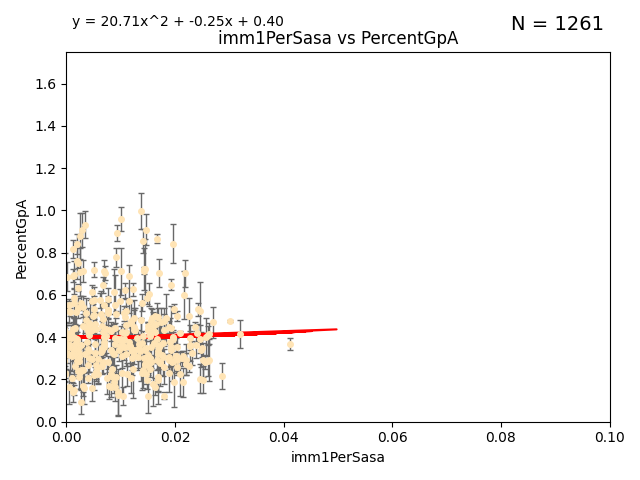 y = 20.71x^2 + -0.25x + 0.40
N = 1261
imm1PerSasa vs PercentGpA
PercentGpA
1.6
1.4
1.2
1.0
0.8
0.6
0.4
0.2
0.0
0.00 0.02 0.04 0.06 0.08 0.10
imm1PerSasa